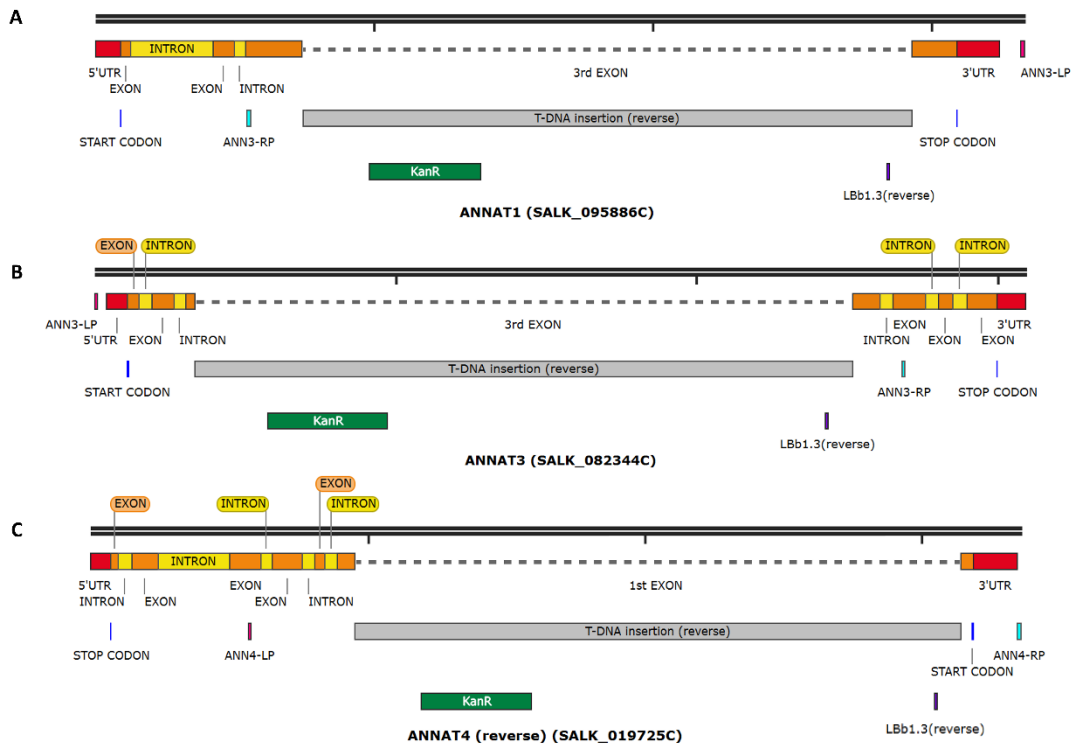 A
INTRON
5'UTR 3rd EXON 3'UTR ANN3-LP
EXON EXON INTRON
T-DNA insertion (reverse)
START CODON ANN3-RP STOP CODON
KanR
LBb1.3(reverse)
ANNAT1 (SALK_095886C)
EXON INTRON INTRON INTRON
B
ANN3-LP 3rd EXON EXON 3'UTR
5'UTR EXON INTRON INTRON EXON EXON
T-DNA insertion (reverse)
START CODON ANN3-RP STOP CODON
KanR
LBb1.3(reverse)
ANNAT3 (SALK_082344C)
EXON
EXON INTRON INTRON
C
INTRON
5'UTR EXON 1st EXON 3'UTR
INTRON EXON EXON INTRON
T-DNA insertion (reverse)
STOP CODON ANN4-LP ANN4-RP
START CODON
KanR
LBb1.3(reverse)
ANNAT4 (reverse) (SALK_019725C)